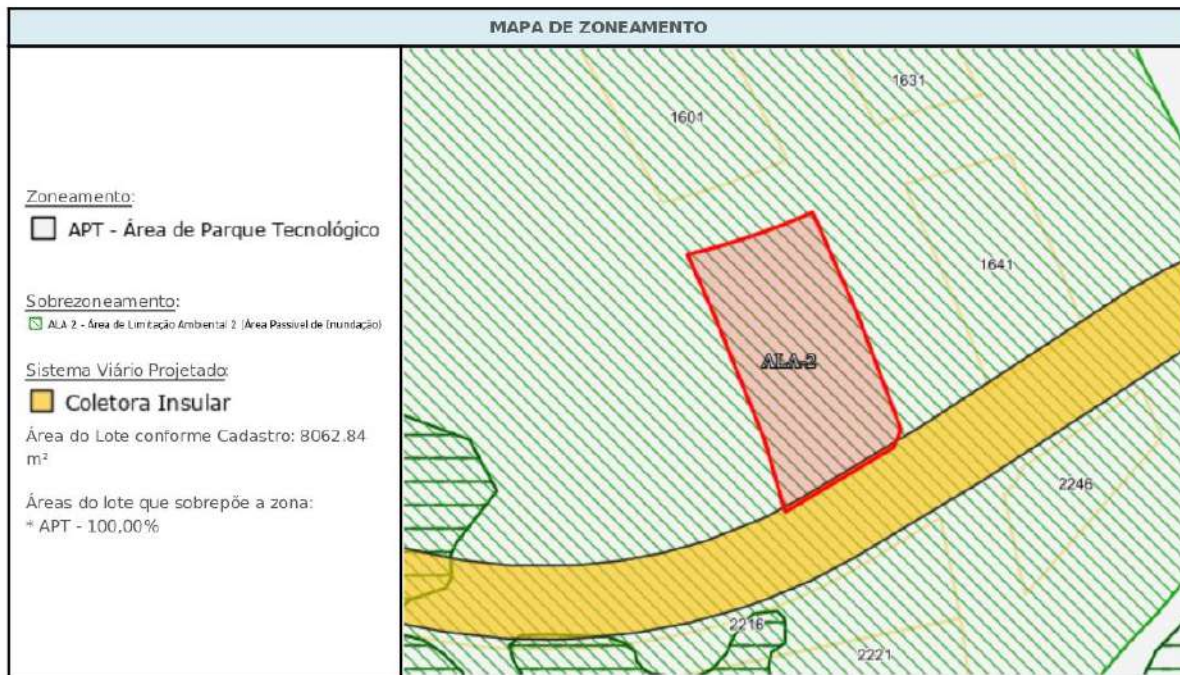 MAPA DE ZONEAMENTO
Zoneamento:
APT - Área de Parque Tecnológico
Sobrezoneamento:
ALA 2 - Área de Limitação Ambiental 2 (Área Passível de Inundação)
Sistema Viário Projetado:
Coletora Insular
Área do Lote conforme Cadastro: 8062.84
m²
Áreas do lote que sobrepõe a zona:
* APT - 100,00%
1631
1601
1641
ALA-2
2246
2216
2221